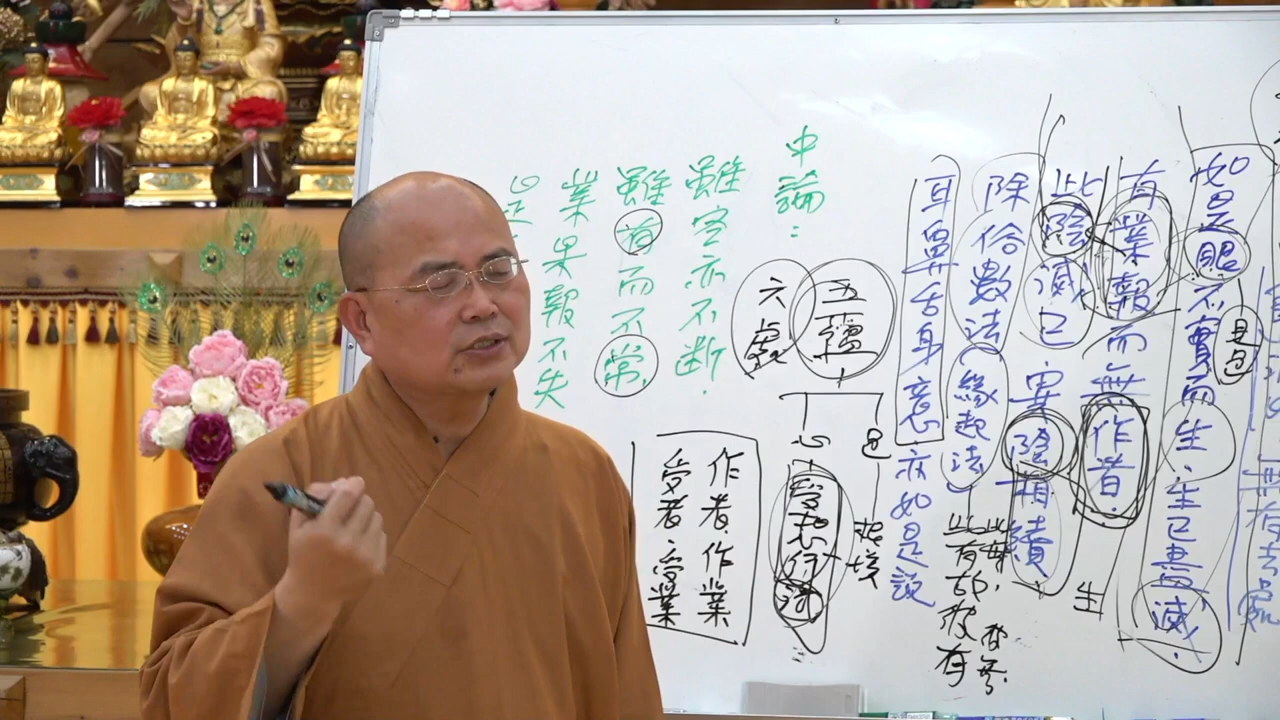 如是眼不實而生，生已盡滅，
有業報而無作者，
此陰滅已，異陰相續，
除俗數法
緣起法
耳鼻舌身意，亦如是說
生
此有故，彼有
此無，彼無，
五蘊
六處
色
心
受想行識
中論：
雖空亦不斷，
雖有而不常，
業果報不失
作者，作業
受者，受業